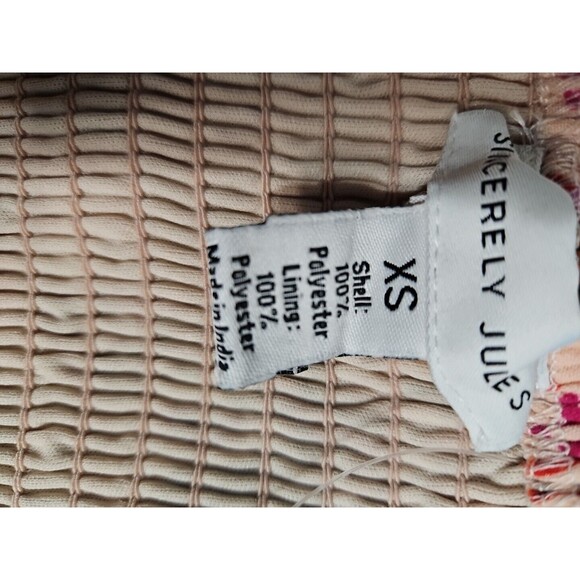 SINCERELY JULES
XS
Shell:
100%
Polyester
Lining:
100%
Polyester
Made in India